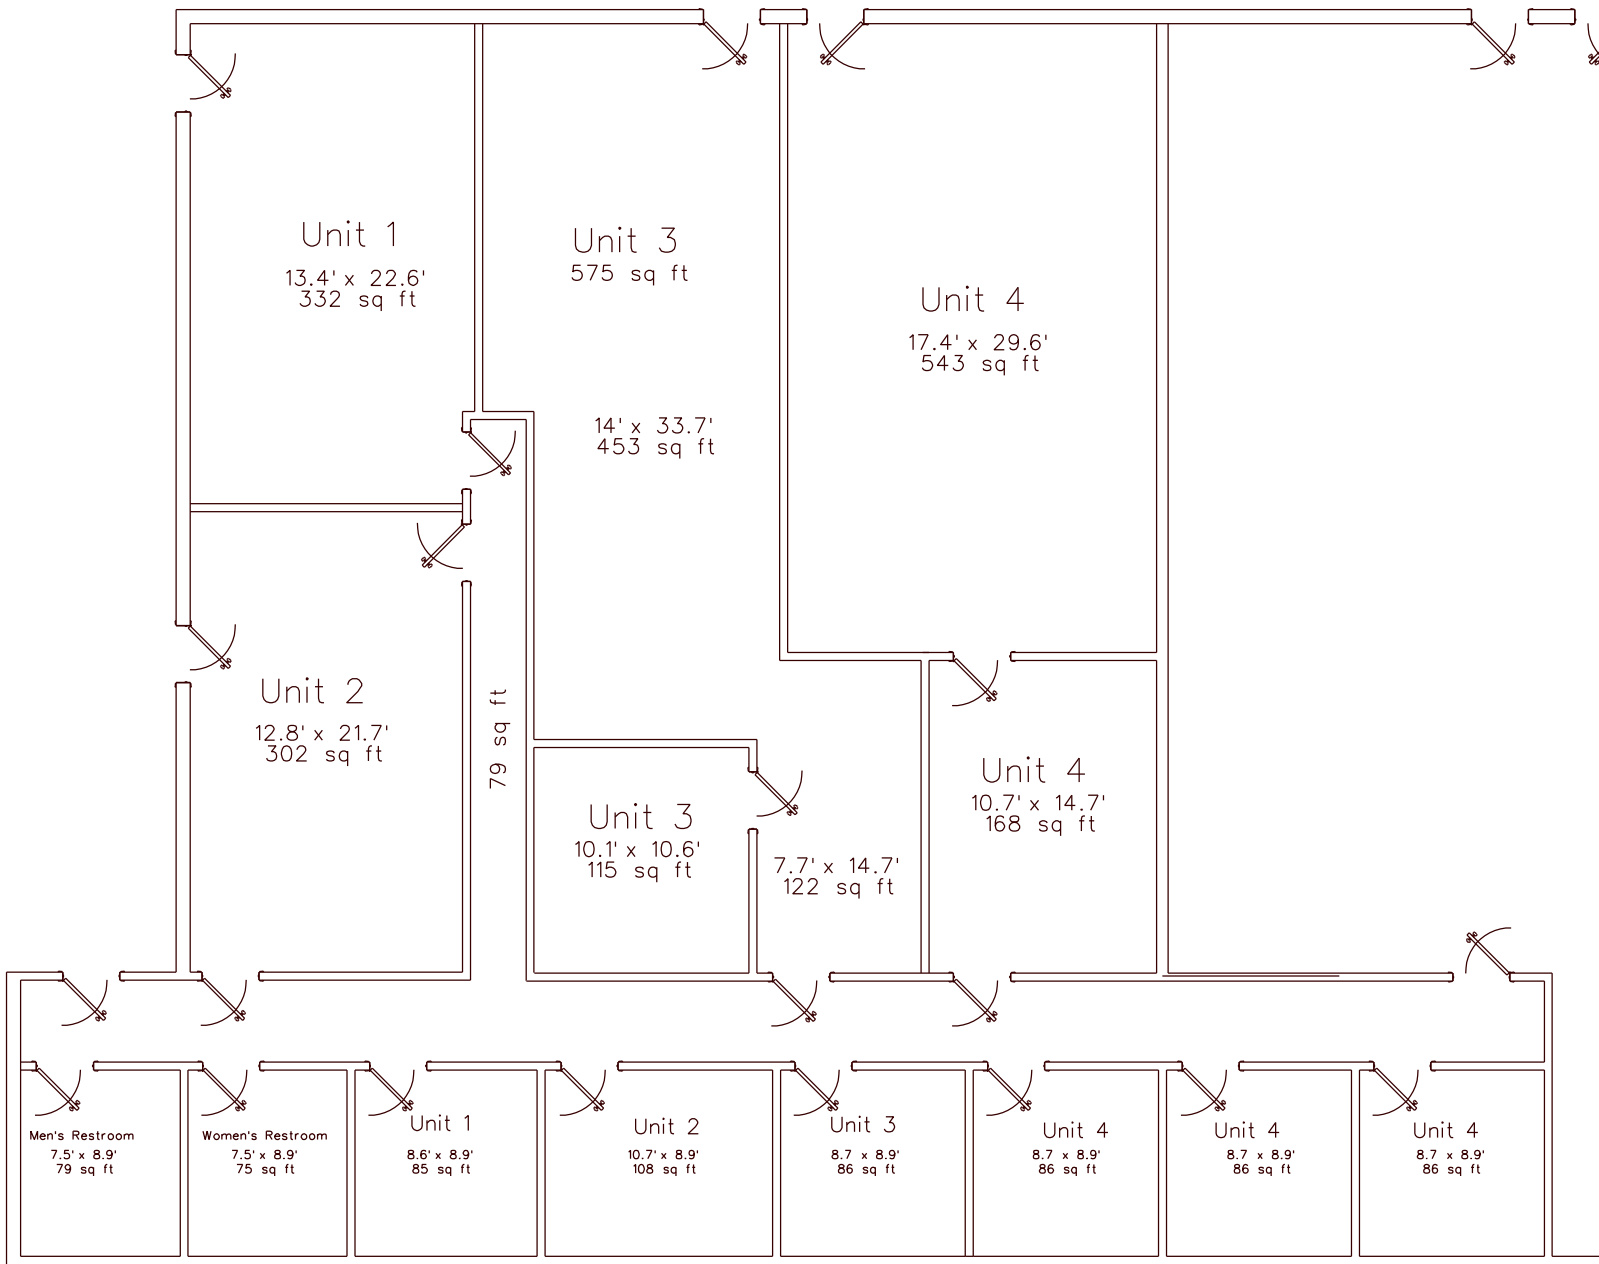 Unit 1
13.4' x 22.6'
332 sq ft
Unit 3
575 sq ft
14' x 33.7'
453 sq ft
Unit 4
17.4' x 29.6'
543 sq ft
Unit 2
12.8' x 21.7'
302 sq ft
79 sq ft
Unit 3
10.1' x 10.6'
115 sq ft
7.7' x 14.7'
122 sq ft
Unit 4
10.7' x 14.7'
168 sq ft
Men's Restroom
7.5' x 8.9'
79 sq ft
Women's Restroom
7.5' x 8.9'
75 sq ft
Unit 1
8.6' x 8.9'
85 sq ft
Unit 2
10.7' x 8.9'
108 sq ft
Unit 3
8.7 x 8.9'
86 sq ft
Unit 4
8.7 x 8.9'
86 sq ft
Unit 4
8.7 x 8.9'
86 sq ft
Unit 4
8.7 x 8.9'
86 sq ft